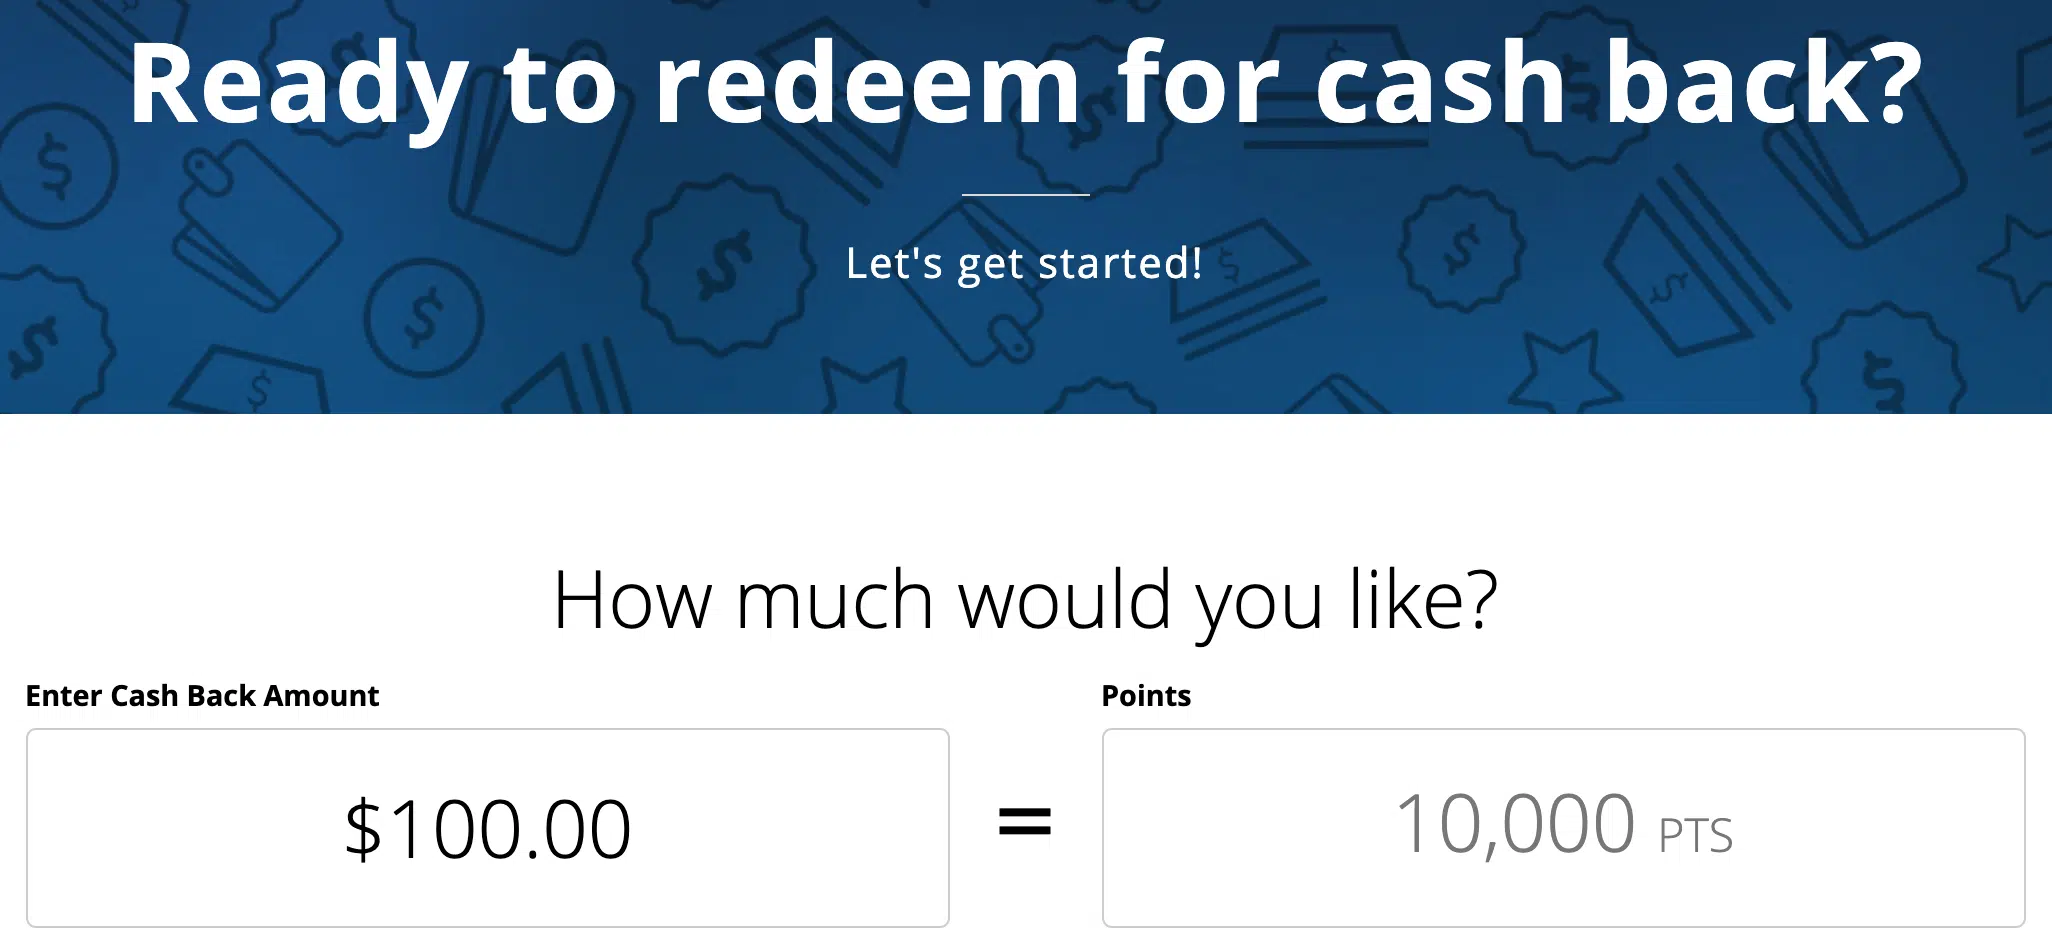 Ready to redeem for cash back?
Let's get started!
How much would you like?
Enter Cash Back Amount
Points
$100.00
=
10,000 PTS